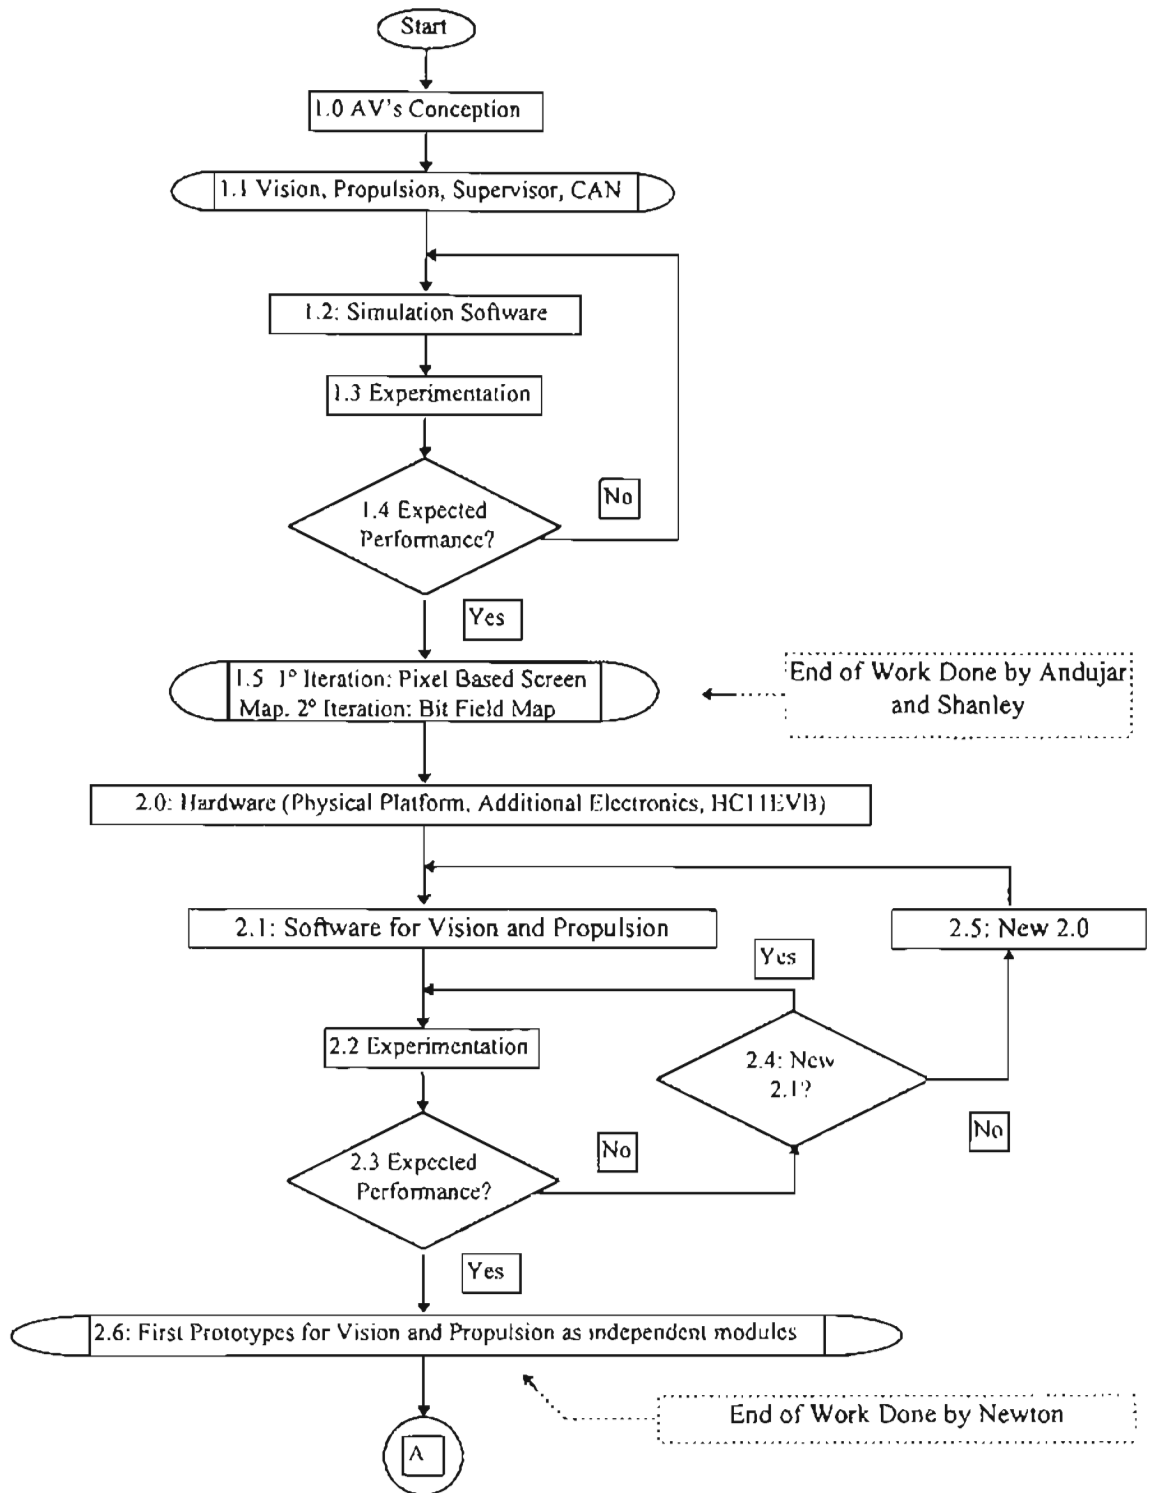 Start
1.0 AV's Conception
1.1 Vision, Propulsion, Supervisor, CAN
1.2: Simulation Software
1.3 Experimentation
No
1.4 Expected
Performance?
Yes
1.5 1° Iteration: Pixel Based Screen
Map. 2° Iteration: Bit Field Map
End of Work Done by Andujar
and Shanley
2.0: Hardware (Physical Platform, Additional Electronics, HC11EVB)
2.1: Software for Vision and Propulsion
2.5: New 2.0
Yes
2.2 Experimentation
2.4: New
2.1?
No
No
2.3 Expected
Performance?
Yes
2.6: First Prototypes for Vision and Propulsion as independent modules
End of Work Done by Newton
A